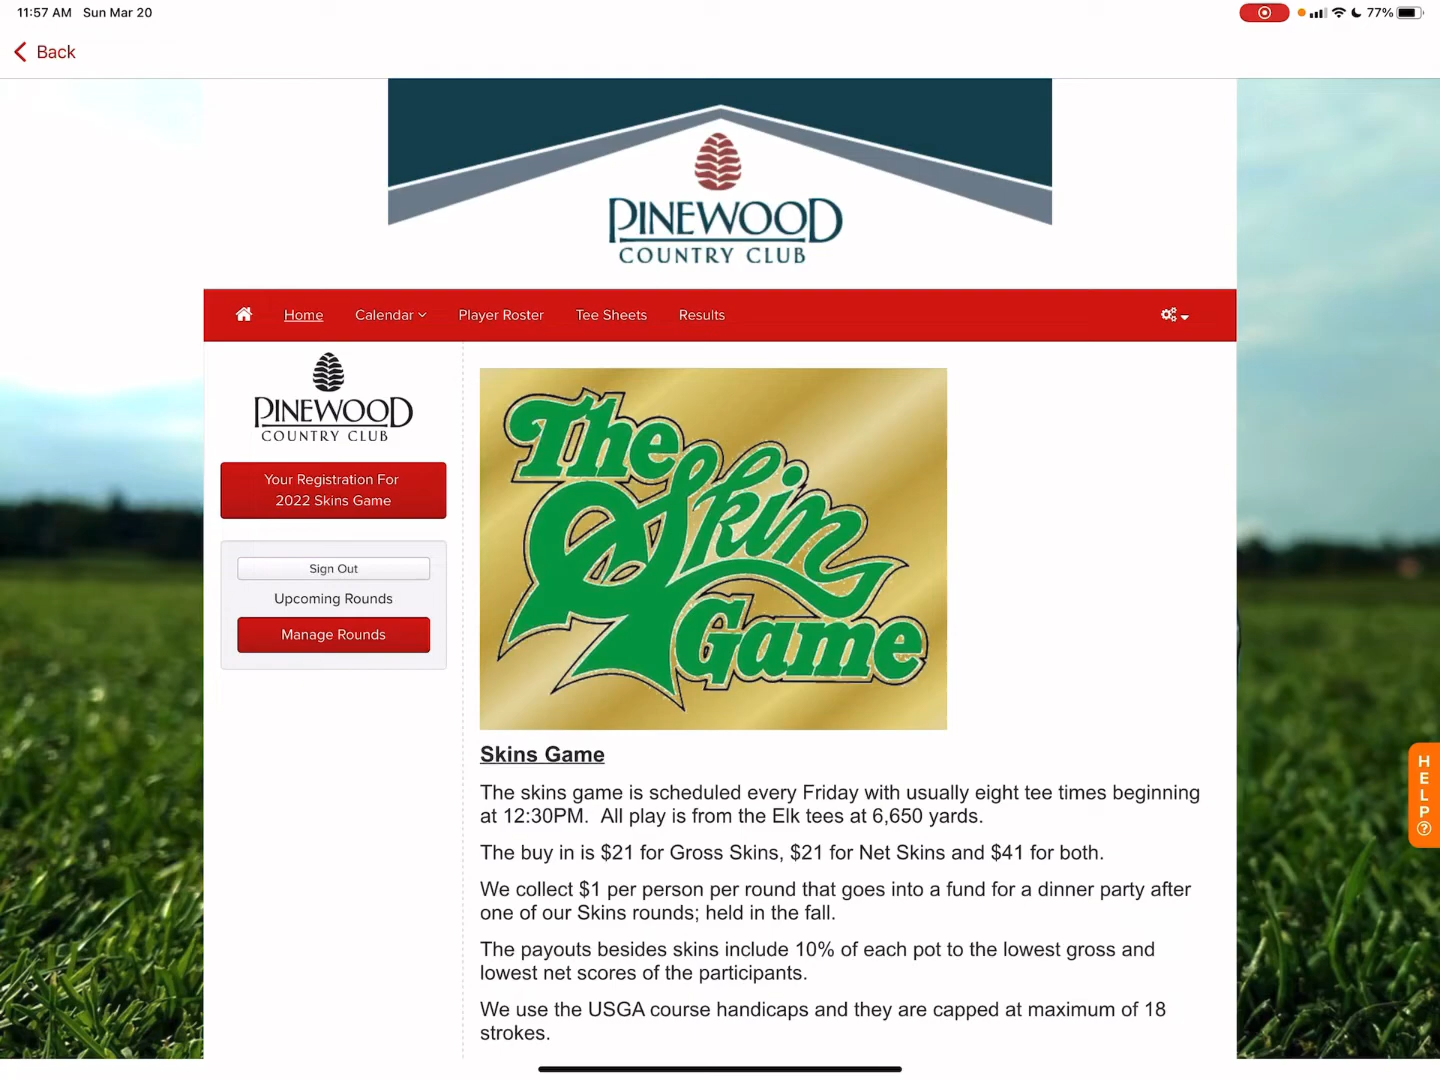 11:57 AM Sun Mar 20
77%
Back
PINEWOOD
COUNTRY CLUB
Home
Calendar
Player Roster
Tee Sheets
Results
PINEWOOD
COUNTRY CLUB
Your Registration For
2022 Skins Game
Sign Out
Upcoming Rounds
Manage Rounds
The
Skin
Game
Skins Game
The skins game is scheduled every Friday with usually eight tee times beginning
at 12:30PM. All play is from the Elk tees at 6,650 yards.
The buy in is $21 for Gross Skins, $21 for Net Skins and $41 for both.
We collect $1 per person per round that goes into a fund for a dinner party after
one of our Skins rounds; held in the fall.
The payouts besides skins include 10% of each pot to the lowest gross and
lowest net scores of the participants.
We use the USGA course handicaps and they are capped at maximum of 18
strokes.
HELP?